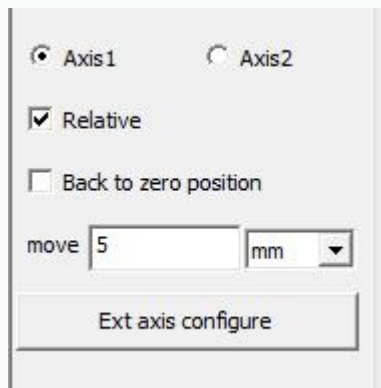 Axis1 Axis2
Relative
Back to zero position
move 5 mm
Ext axis configure